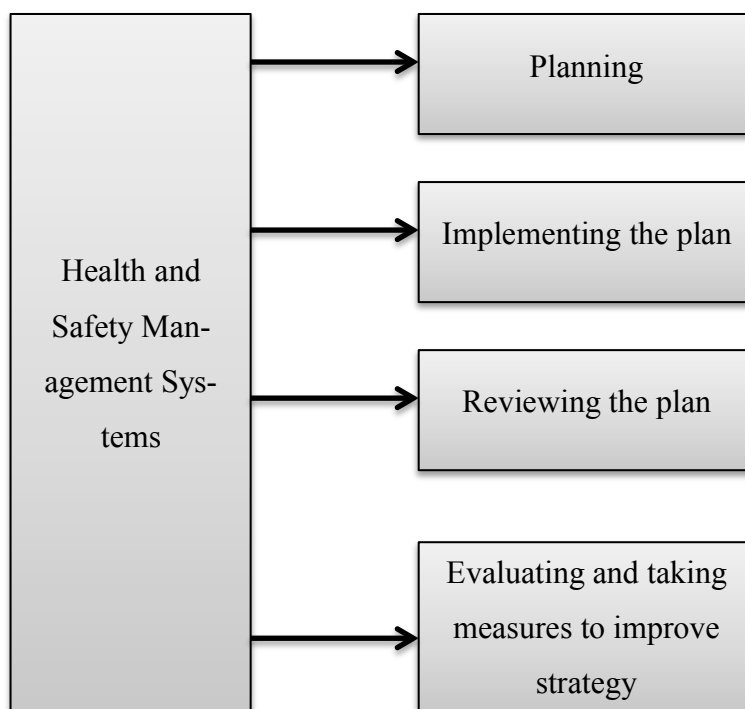 Health and
Safety Man-
agement Sys-
tems
Planning
Implementing the plan
Reviewing the plan
Evaluating and taking
measures to improve
strategy